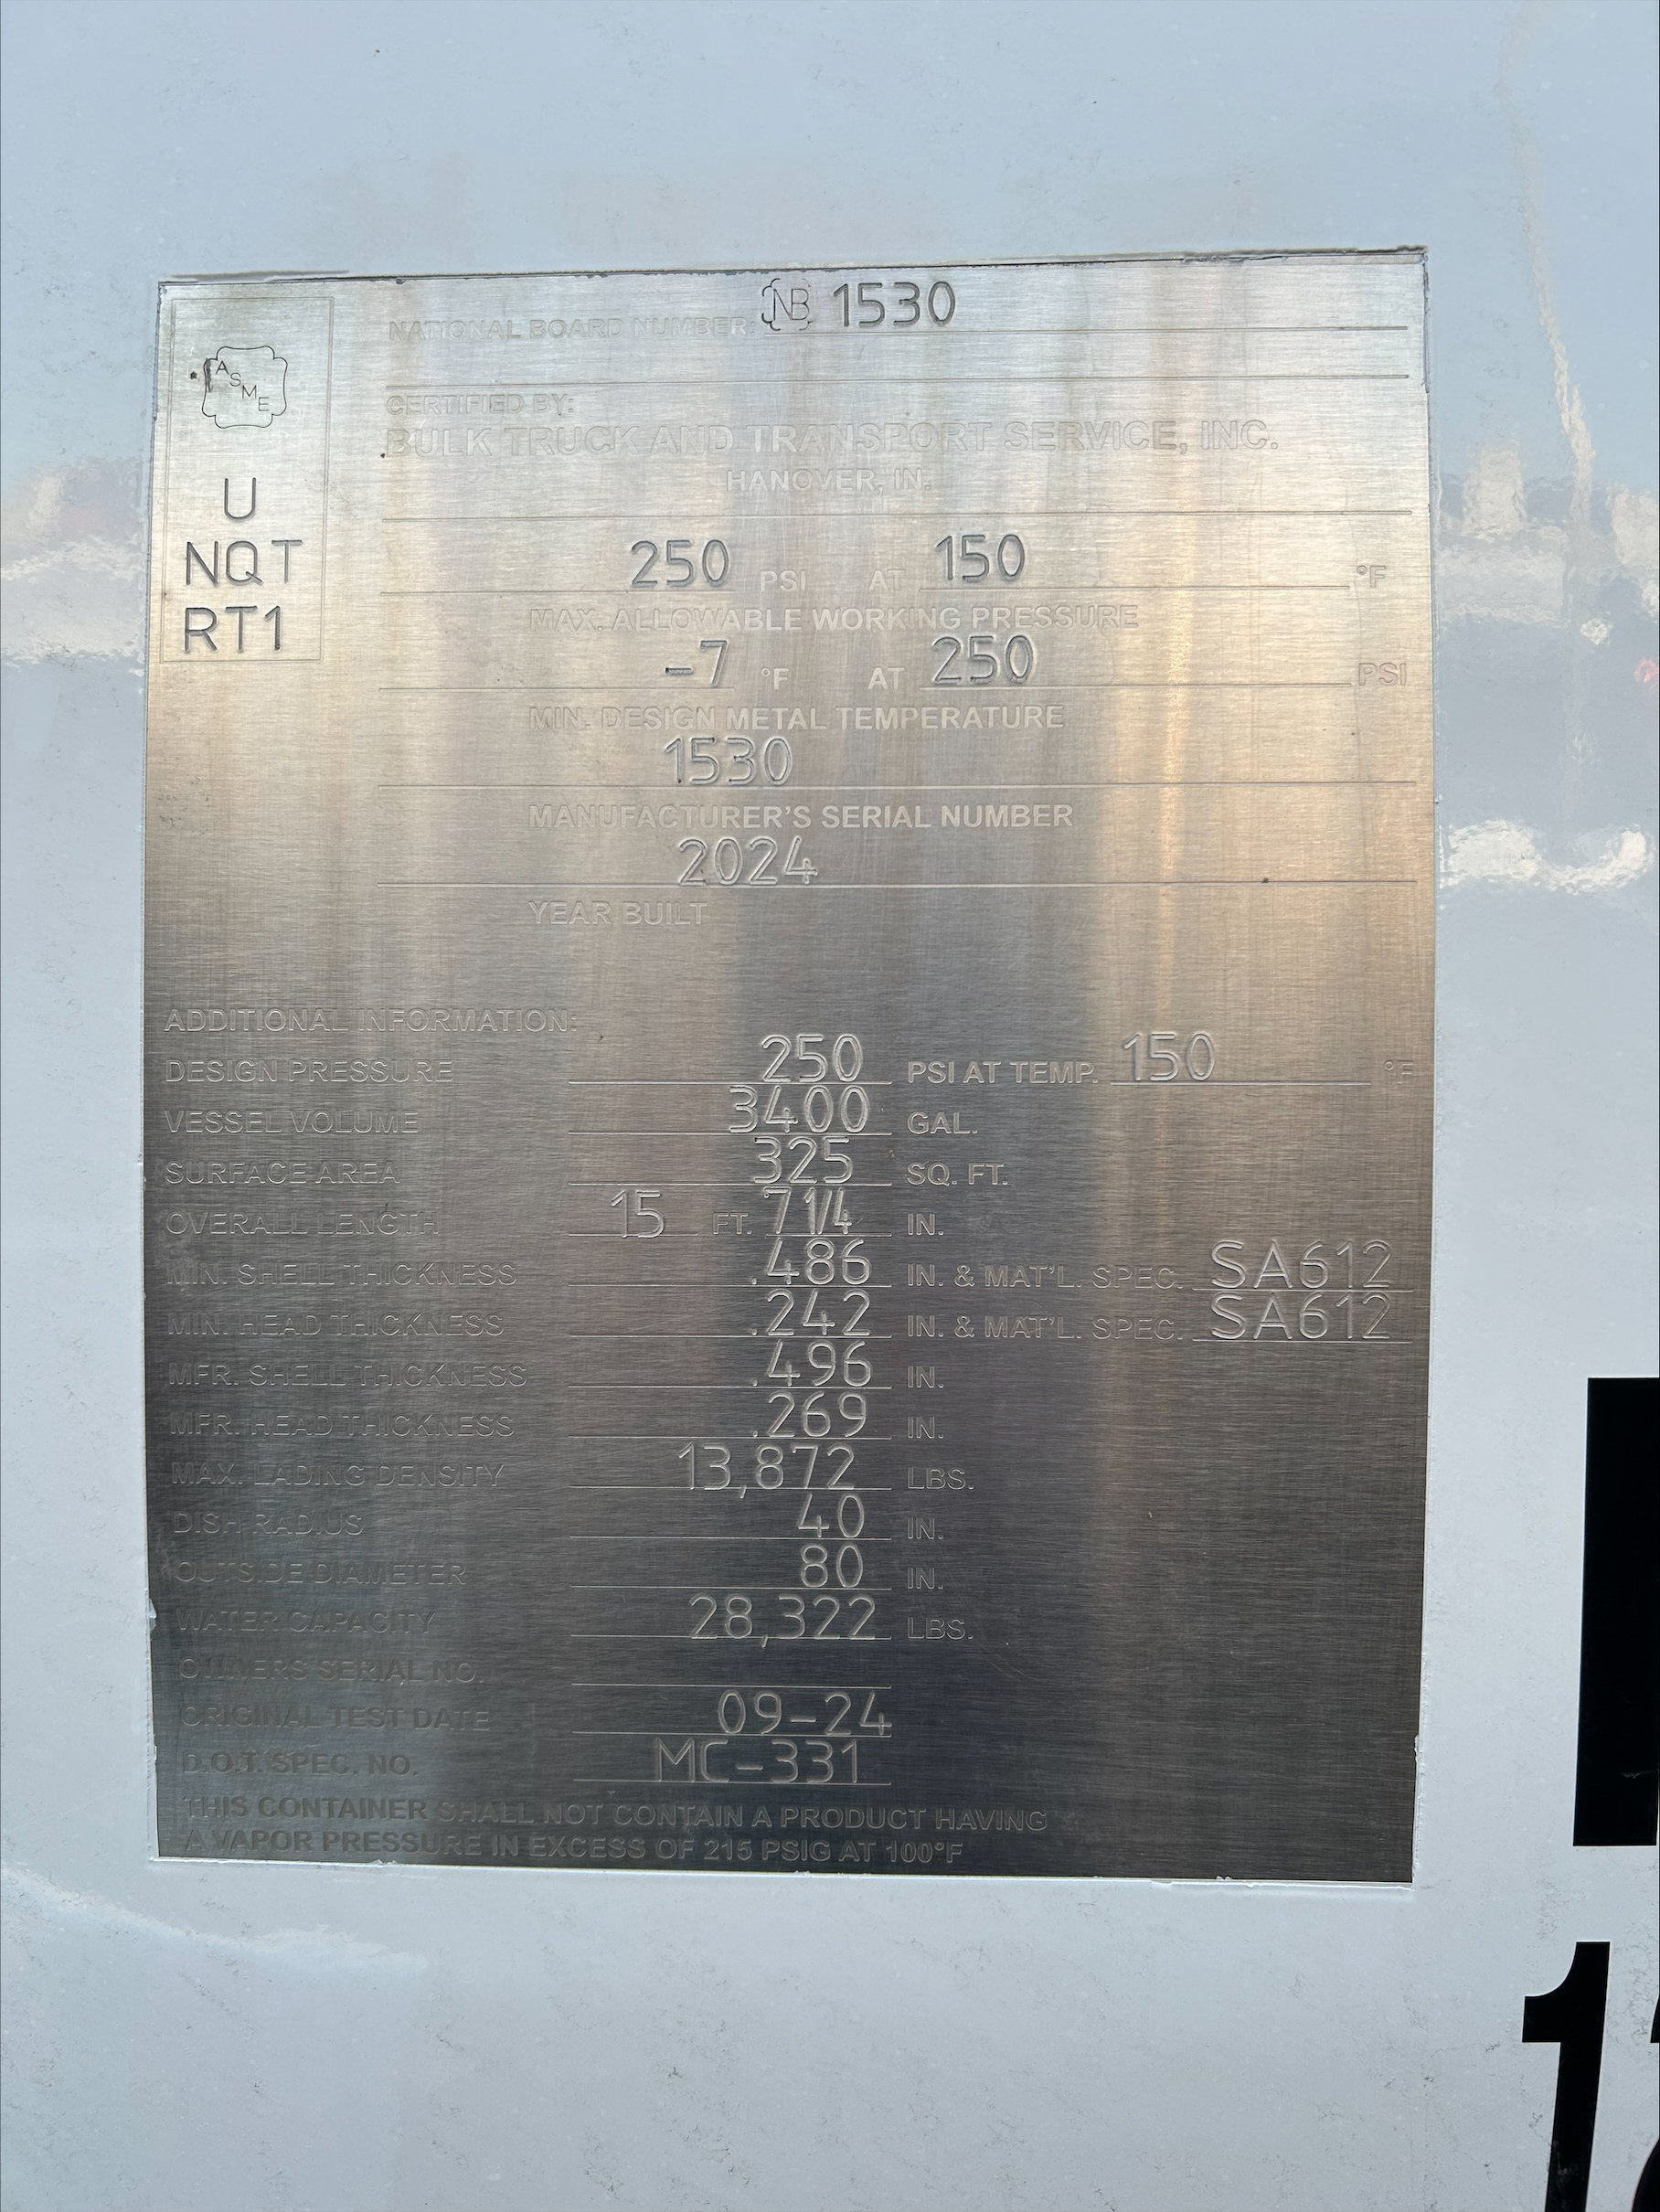 NATIONAL BOARD NUMBER: NB 1530
ASME
CERTIFIED BY:
BULK TRUCK AND TRANSPORT SERVICE, INC.
HANOVER, IN.
U
NQT
RT1
250 PSI AT 150 °F
MAX. ALLOWABLE WORKING PRESSURE
-7 °F AT 250 PSI
MIN. DESIGN METAL TEMPERATURE
1530
MANUFACTURER'S SERIAL NUMBER
2024
YEAR BUILT
ADDITIONAL INFORMATION:
DESIGN PRESSURE 250 PSI AT TEMP. 150 °F
VESSEL VOLUME 3400 GAL.
SURFACE AREA 325 SQ. FT.
OVERALL LENGTH 15 FT. 7 1/4 IN.
MIN. SHELL THICKNESS .486 IN. & MAT'L. SPEC. SA612
MIN. HEAD THICKNESS .242 IN. & MAT'L. SPEC. SA612
MFR. SHELL THICKNESS .496 IN.
MFR. HEAD THICKNESS .269 IN.
MAX. LADING DENSITY 13,872 LBS.
DISH RADIUS 40 IN.
OUTSIDE DIAMETER 80 IN.
WATER CAPACITY 28,322 LBS.
OWNERS SERIAL NO.
ORIGINAL TEST DATE 09-24
D.O.T. SPEC. NO. MC-331
THIS CONTAINER SHALL NOT CONTAIN A PRODUCT HAVING
A VAPOR PRESSURE IN EXCESS OF 215 PSIG AT 100°F
1